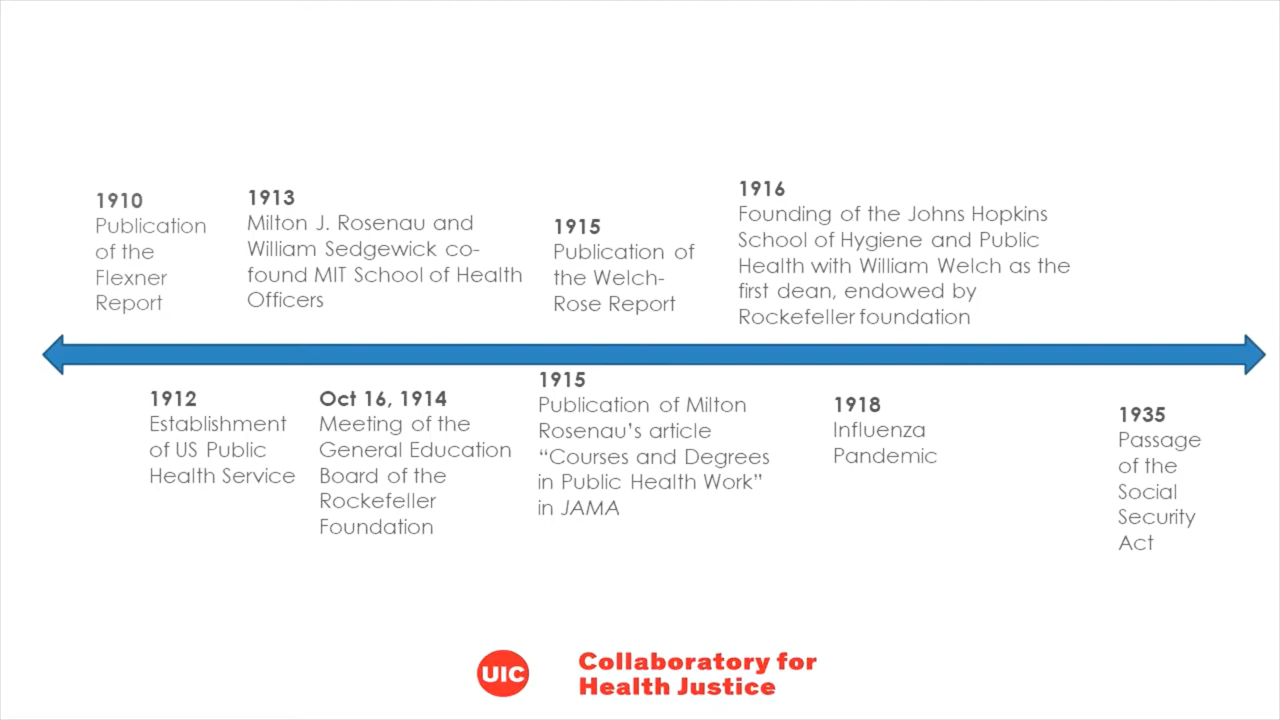 1910
Publication
of the
Flexner
Report
1913
Milton J. Rosenau and
William Sedgewick co-
found MIT School of Health
Officers
1915
Publication of
the Welch-
Rose Report
1916
Founding of the Johns Hopkins
School of Hygiene and Public
Health with William Welch as the
first dean, endowed by
Rockefeller foundation
1912
Establishment
of US Public
Health Service
Oct 16, 1914
Meeting of the
General Education
Board of the
Rockefeller
Foundation
1915
Publication of Milton
Rosenau’s article
“Courses and Degrees
in Public Health Work”
in JAMA
1918
Influenza
Pandemic
1935
Passage
of the
Social
Security
Act
UIC
Collaboratory for
Health Justice